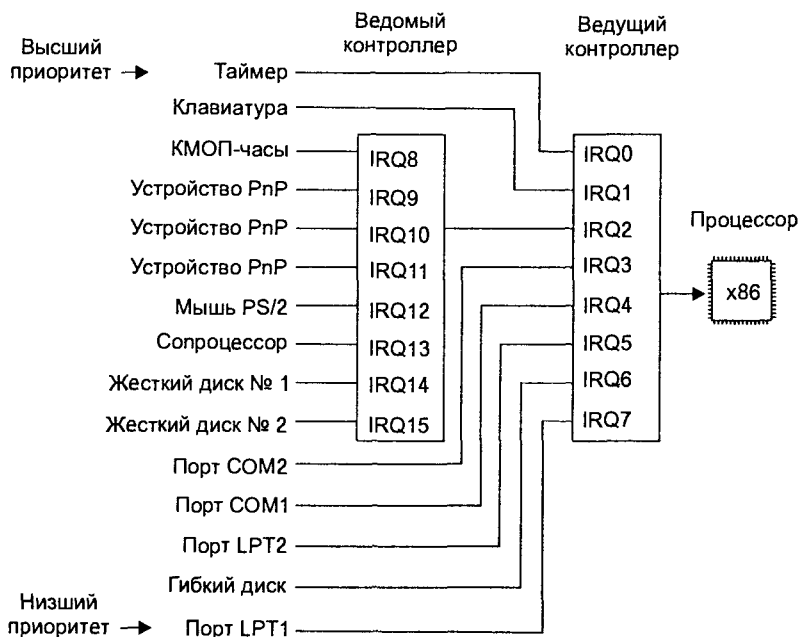 Ведомый
контроллер
Ведущий
контроллер
Высший
приоритет
Таймер
Клавиатура
КМОП-часы
Устройство PnP
Устройство PnP
Устройство PnP
Мышь PS/2
Сопроцессор
Жесткий диск № 1
Жесткий диск № 2
Порт COM2
Порт COM1
Порт LPT2
Гибкий диск
Низший
приоритет
Порт LPT1
IRQ8
IRQ9
IRQ10
IRQ11
IRQ12
IRQ13
IRQ14
IRQ15
IRQ0
IRQ1
IRQ2
IRQ3
IRQ4
IRQ5
IRQ6
IRQ7
Процессор
x86